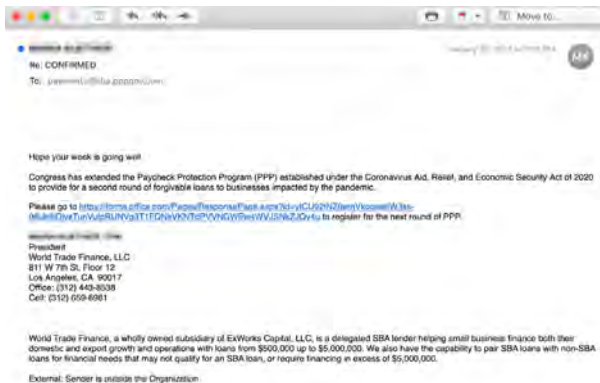 Move to...
Re: CONFIRMED
To:
Hope your week is going well
Congress has extended the Paycheck Protection Program (PPP) established under the Coronavirus Aid, Relief, and Economic Security Act of 2020
to provide for a second round of forgivable loans to businesses impacted by the pandemic.
Please go to
to register for the next round of PPP.
President
World Trade Finance, LLC
811 W 7th St, Floor 12
Los Angeles, CA 90017
Office: (312) 443-8538
Cell: (312) 659-6981
World Trade Finance, a wholly owned subsidiary of ExWorks Capital, LLC, is a delegated SBA lender helping small business finance both their
domestic and export growth and operations with loans from $500,000 up to $5,000,000. We also have the capability to pair SBA loans with non-SBA
loans for financial needs that may not qualify for an SBA loan, or require financing in excess of $5,000,000.
External: Sender is outside the Organization